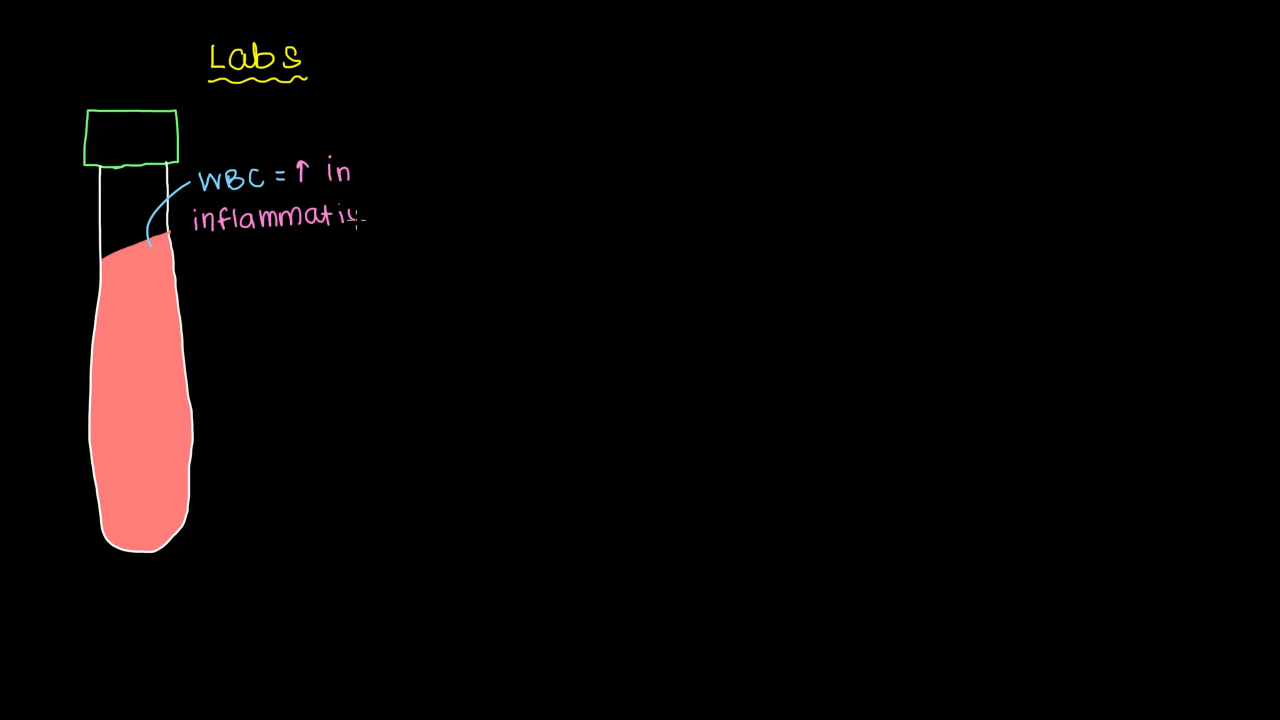 Labs
WBC = ↑ in
inflammati